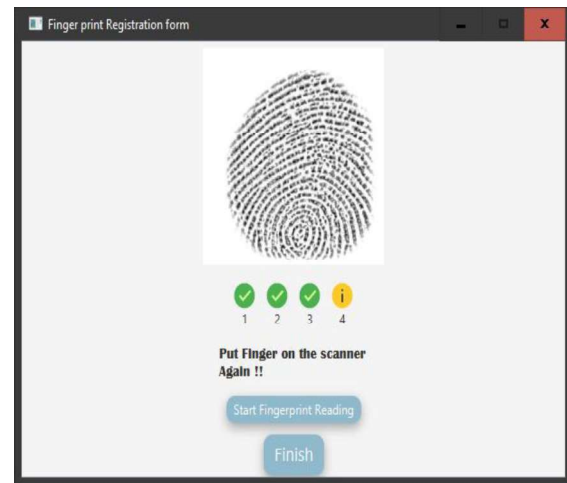 Finger print Registration form
1 2 3 4
Put Finger on the scanner
Again !!
Start Fingerprint Reading
Finish